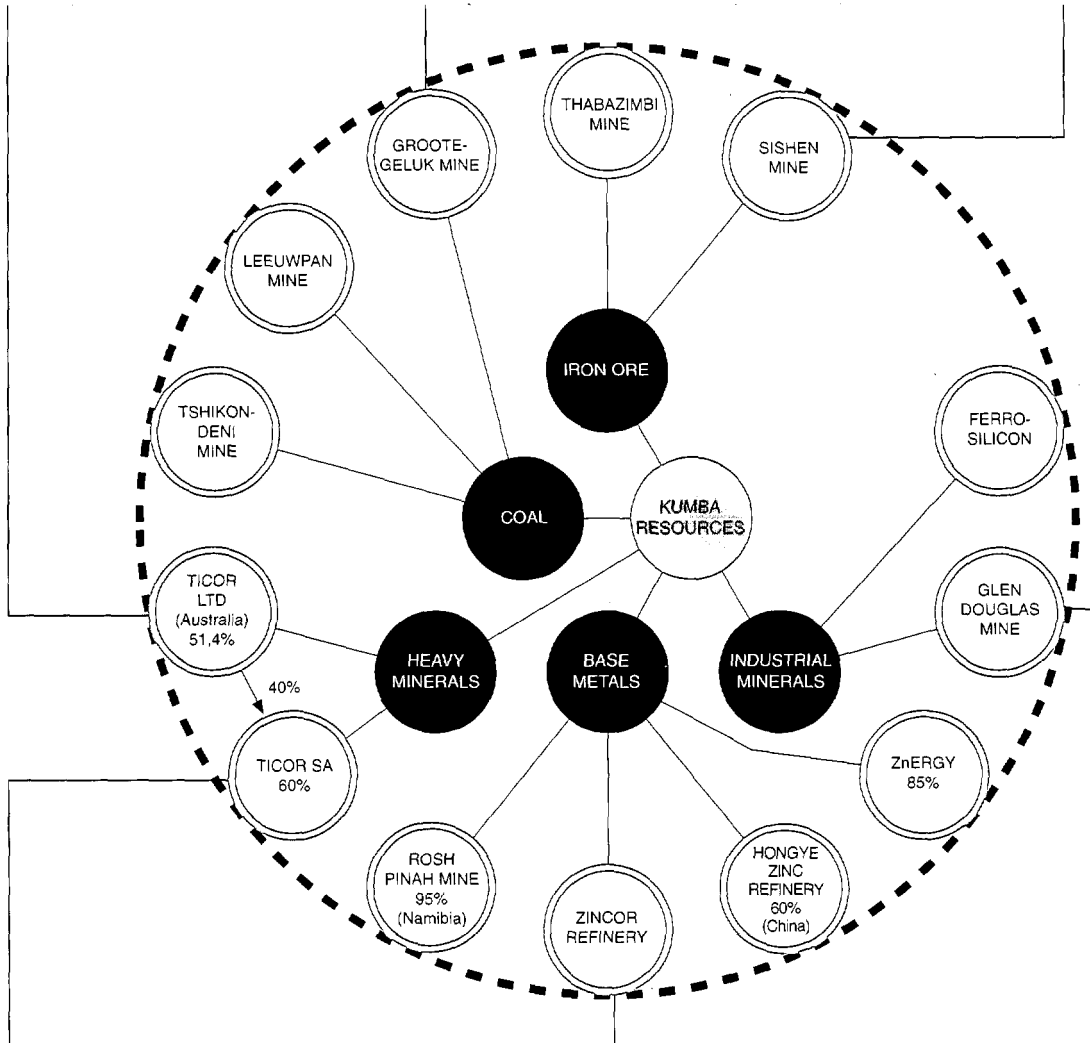 THABAZIMBI
MINE
GROOTE-
GELUK MINE
SISHEN
MINE
LEEUWPAN
MINE
IRON ORE
TSHIKON-
DENI
MINE
FERRO-
SILICON
COAL
KUMBA
RESOURCES
TICOR
LTD
(Australia)
51,4%
GLEN
DOUGLAS
MINE
HEAVY
MINERALS
BASE
METALS
INDUSTRIAL
MINERALS
40%
TICOR SA
60%
ZnERGY
85%
ROSH
PINAH MINE
95%
(Namibia)
ZINCOR
REFINERY
HONGYE
ZINC
REFINERY
60%
(China)